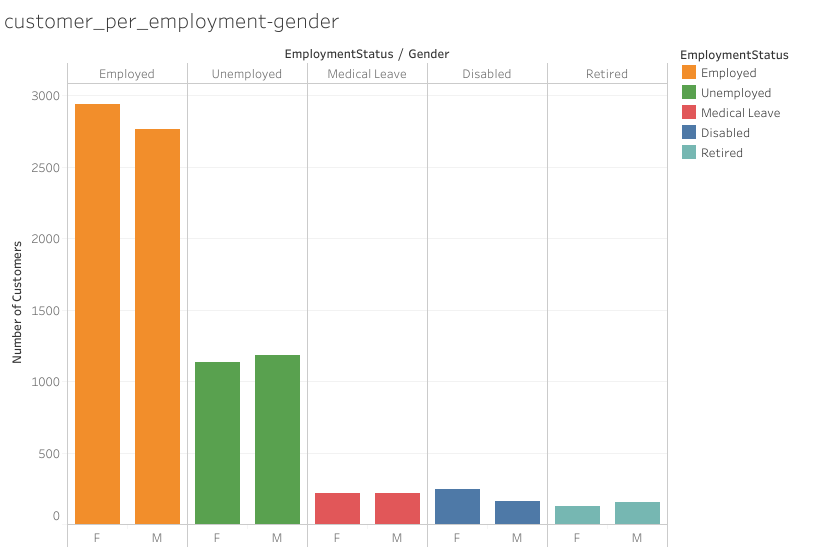 customer_per_employment-gender
EmploymentStatus / Gender
Employed Unemployed Medical Leave Disabled Retired
3000
2500
2000
1500
1000
500
0
Number of Customers
F M F M F M F M F M
EmploymentStatus
Employed
Unemployed
Medical Leave
Disabled
Retired